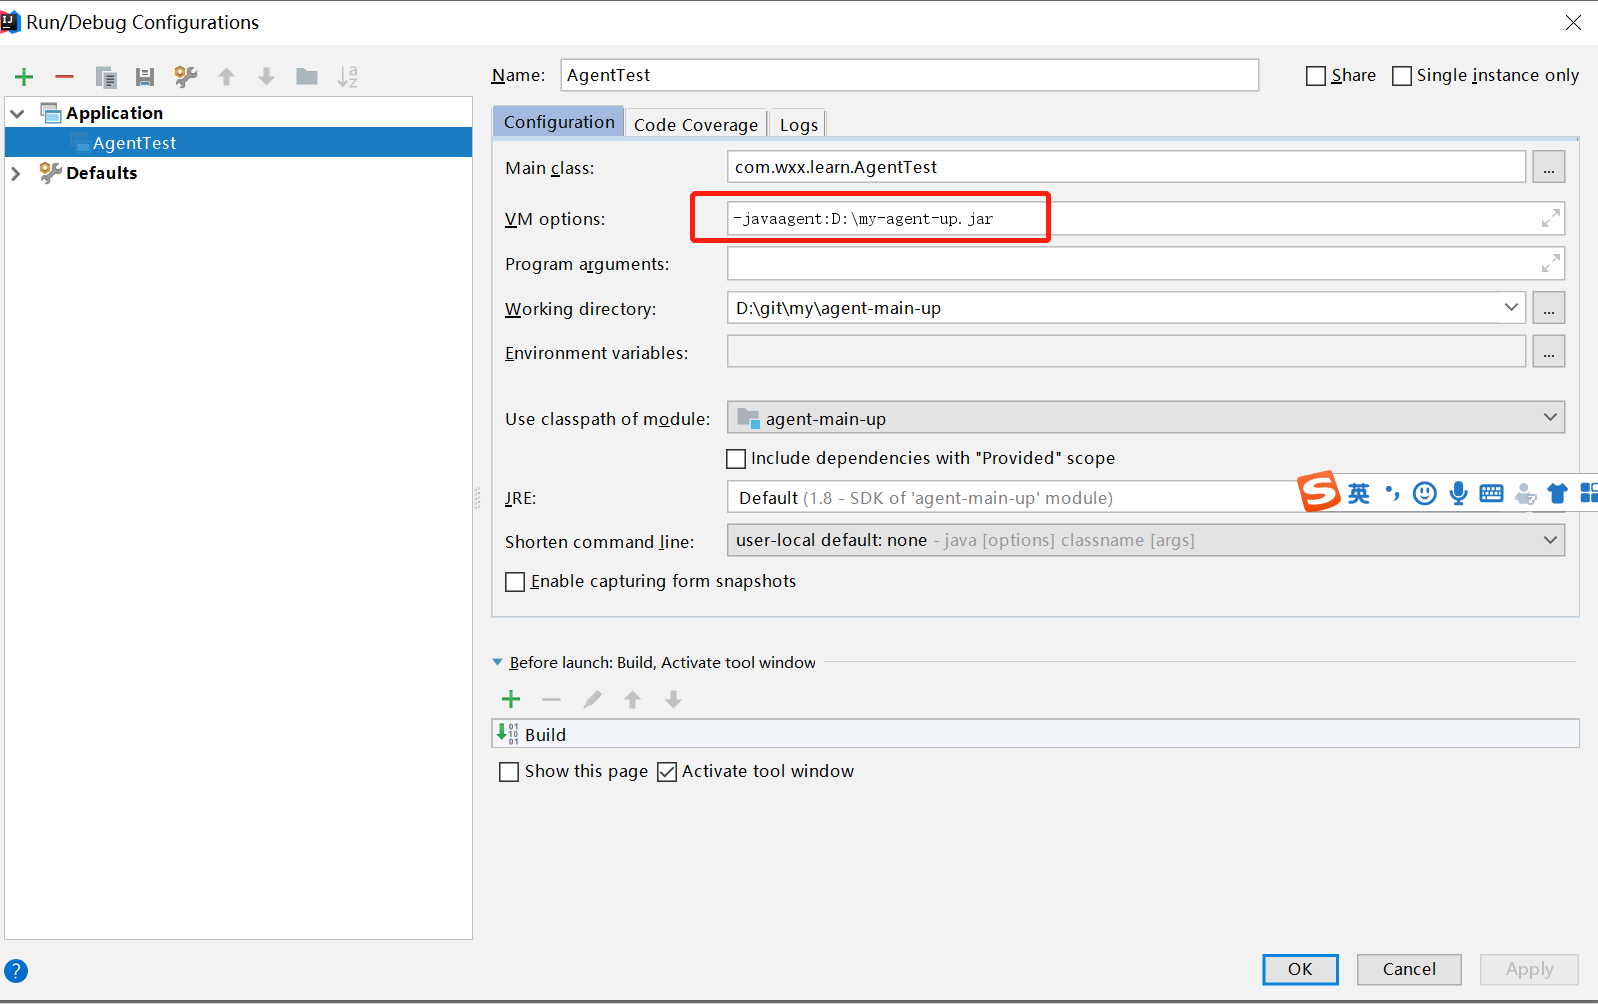 Run/Debug Configurations
Name: AgentTest Share Single instance only
Application
AgentTest
Defaults
Configuration Code Coverage Logs
Main class: com.wxx.learn.AgentTest ...
VM options: -javaagent:D:\my-agent-up.jar
Program arguments:
Working directory: D:\git\my\agent-main-up ...
Environment variables: ...
Use classpath of module: agent-main-up
Include dependencies with "Provided" scope
JRE: Default (1.8 - SDK of 'agent-main-up' module)
S 英 ,
Shorten command line: user-local default: none - java [options] classname [args]
Enable capturing form snapshots
Before launch: Build, Activate tool window
Build
Show this page Activate tool window
? OK Cancel Apply